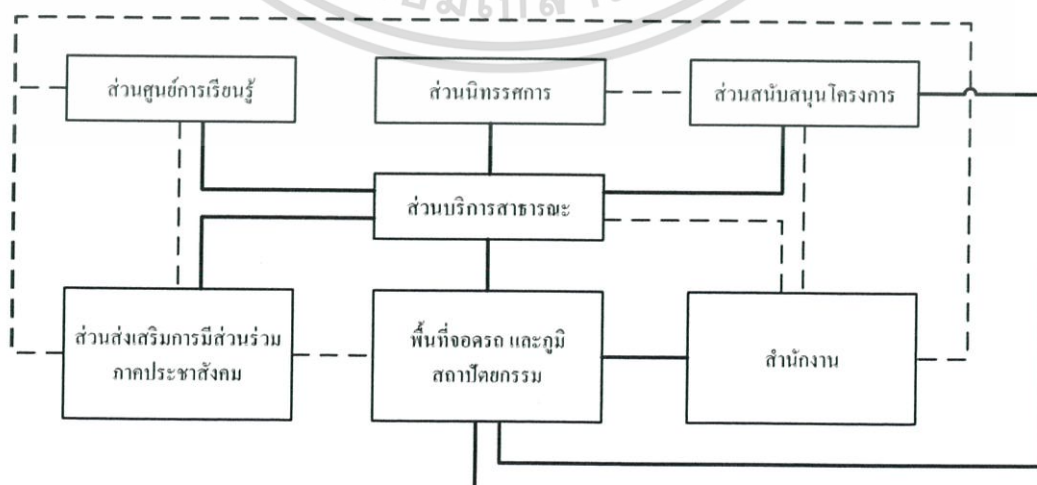 ส่วนศูนย์การเรียนรู้
ส่วนนิทรรศการ
ส่วนสนับสนุนโครงการ
ส่วนบริการสาธารณะ
ส่วนส่งเสริมการมีส่วนร่วม
ภาคประชาสังคม
พื้นที่จอดรถ และภูมิ
สถาปัตยกรรม
สำนักงาน